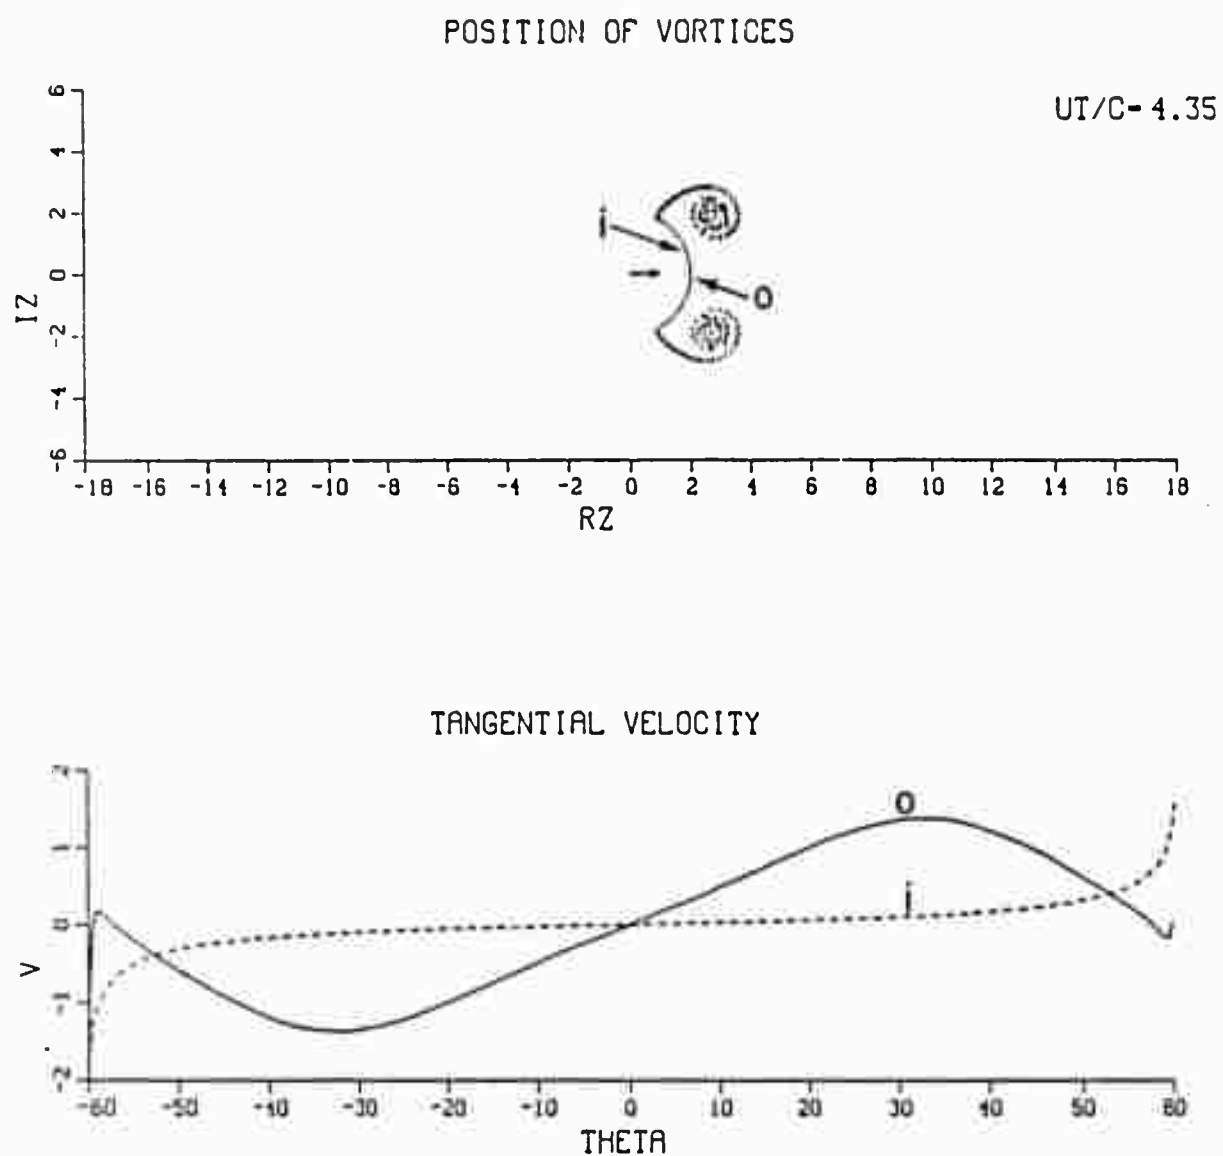 POSITION OF VORTICES
UT/C- 4.35
6
4
2
0
-2
-4
-6
IZ
i
o
-18 -16 -14 -12 -10 -8 -6 -4 -2 0 2 4 6 8 10 12 14 16 18
RZ
TANGENTIAL VELOCITY
2
1
0
-1
-2
V
o
i
-60 -50 -40 -30 -20 -10 0 10 20 30 40 50 60
THETA